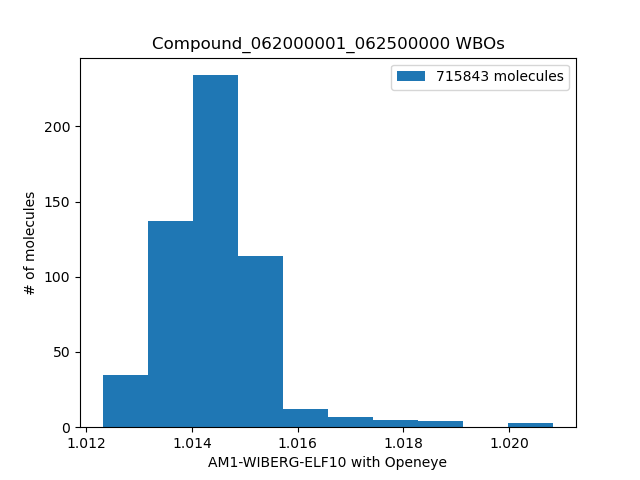 Compound_062000001_062500000 WBOs
715843 molecules
# of molecules
200
150
100
50
0
1.012 1.014 1.016 1.018 1.020
AM1-WIBERG-ELF10 with Openeye